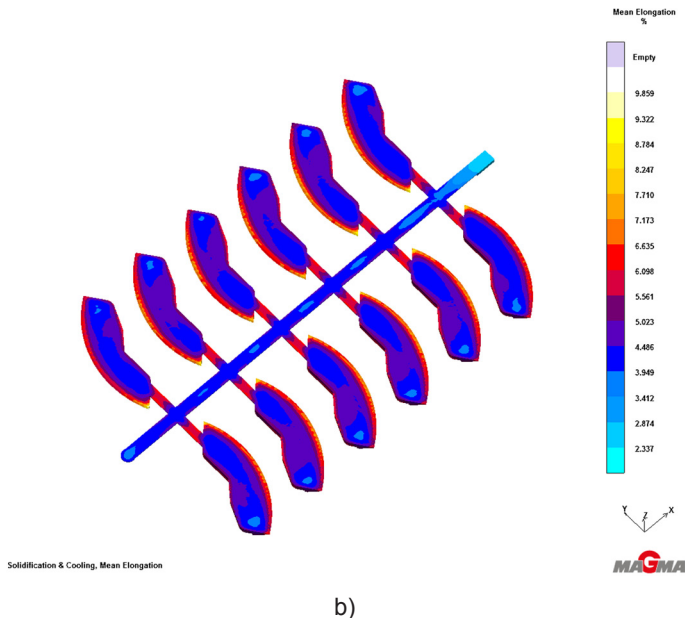 Mean Elongation
%
Empty
9.859
9.322
8.784
8.247
7.710
7.173
6.635
6.098
5.561
5.023
4.486
3.949
3.412
2.874
2.337
Y
Z
X
Solidification & Cooling, Mean Elongation
MAGMA
b)